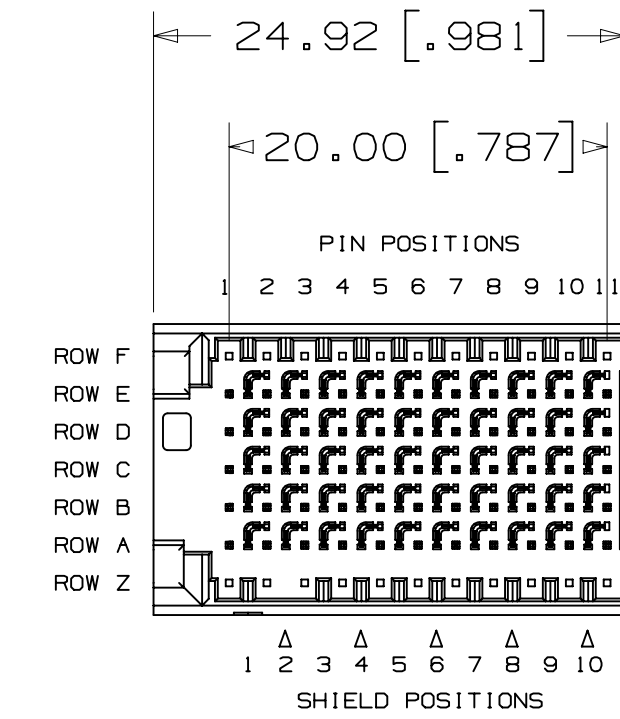 24.92 [.981]
20.00 [.787]
PIN POSITIONS
1 2 3 4 5 6 7 8 9 10 11
ROW F
ROW E
ROW D
ROW C
ROW B
ROW A
ROW Z
1 2 3 4 5 6 7 8 9 10
SHIELD POSITIONS